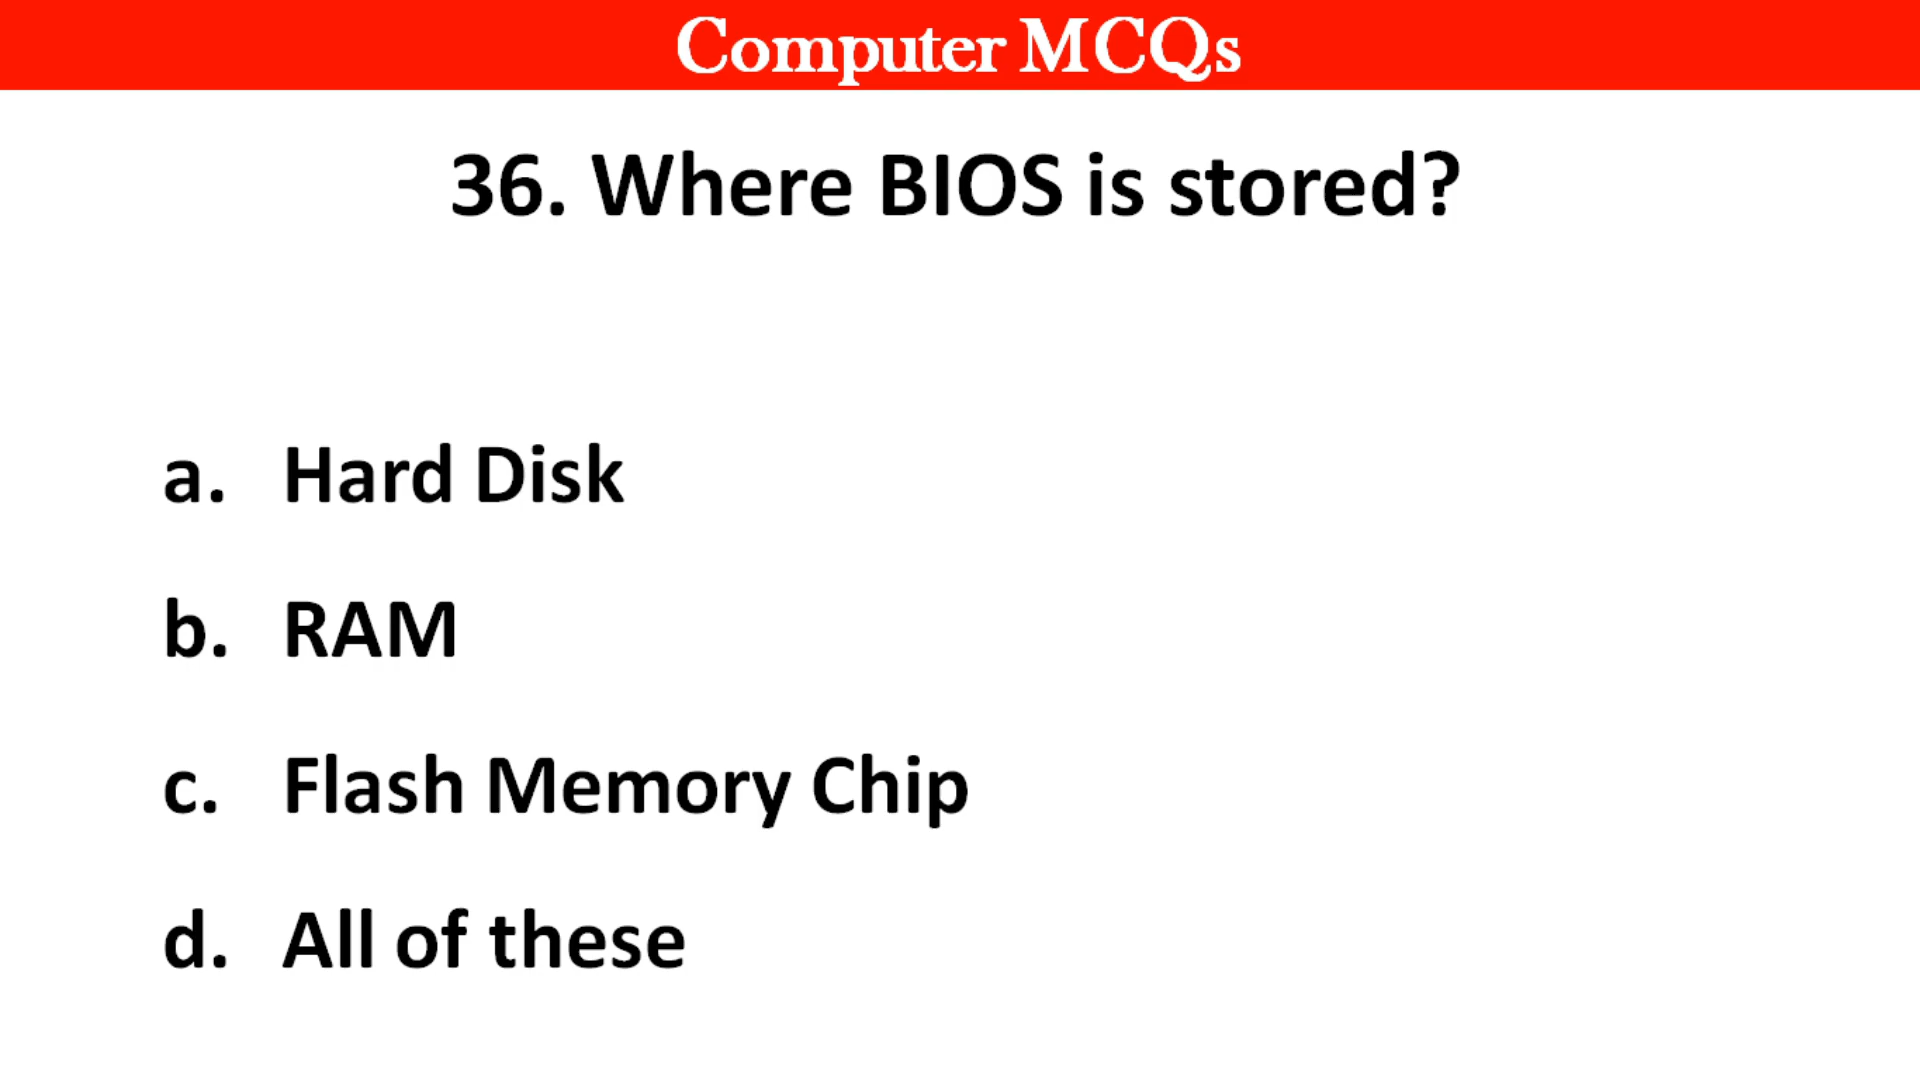 Computer MCQs
36. Where BIOS is stored?
a. Hard Disk
b. RAM
c. Flash Memory Chip
d. All of these